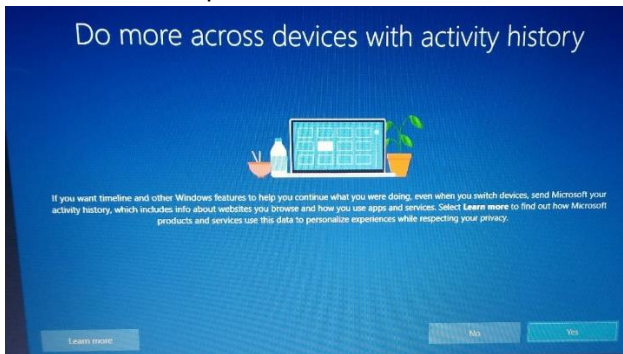 Do more across devices with activity history
If you want timeline and other Windows features to help you continue what you were doing, even when you switch devices, send Microsoft your
activity history, which includes info about websites you browse and how you use apps and services. Select Learn more to find out how Microsoft
products and services use this data to personalize experiences while respecting your privacy.
Learn more
No
Yes